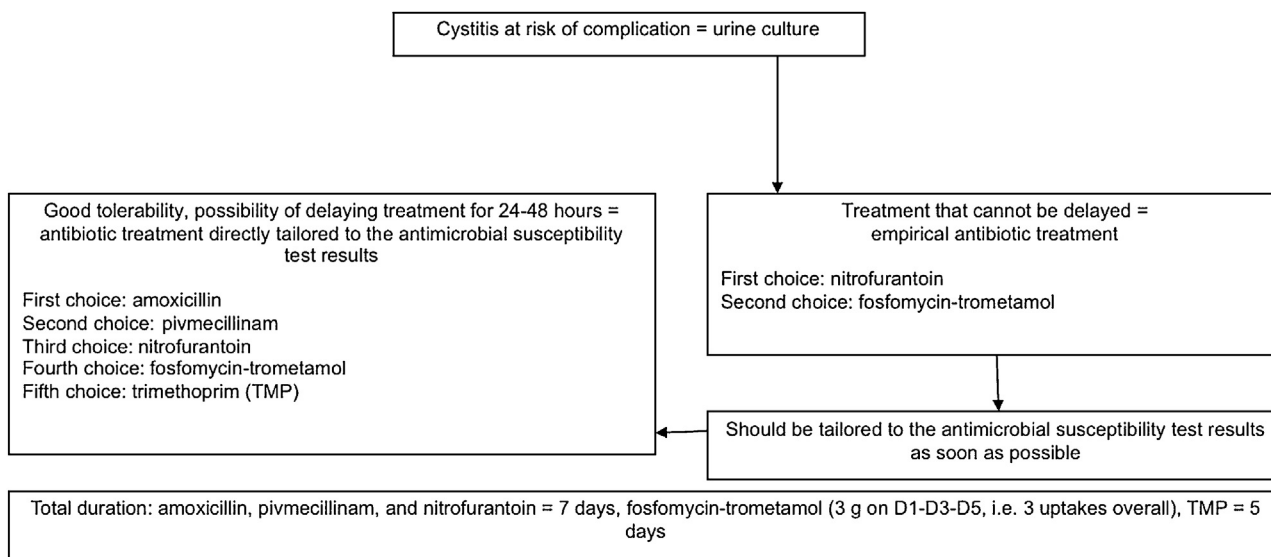 Cystitis at risk of complication = urine culture
Good tolerability, possibility of delaying treatment for 24-48 hours =
antibiotic treatment directly tailored to the antimicrobial susceptibility
test results
First choice: amoxicillin
Second choice: pivmecillinam
Third choice: nitrofurantoin
Fourth choice: fosfomycin-trometamol
Fifth choice: trimethoprim (TMP)
Treatment that cannot be delayed =
empirical antibiotic treatment
First choice: nitrofurantoin
Second choice: fosfomycin-trometamol
Should be tailored to the antimicrobial susceptibility test results
as soon as possible
Total duration: amoxicillin, pivmecillinam, and nitrofurantoin = 7 days, fosfomycin-trometamol (3 g on D1-D3-D5, i.e. 3 uptakes overall), TMP = 5
days